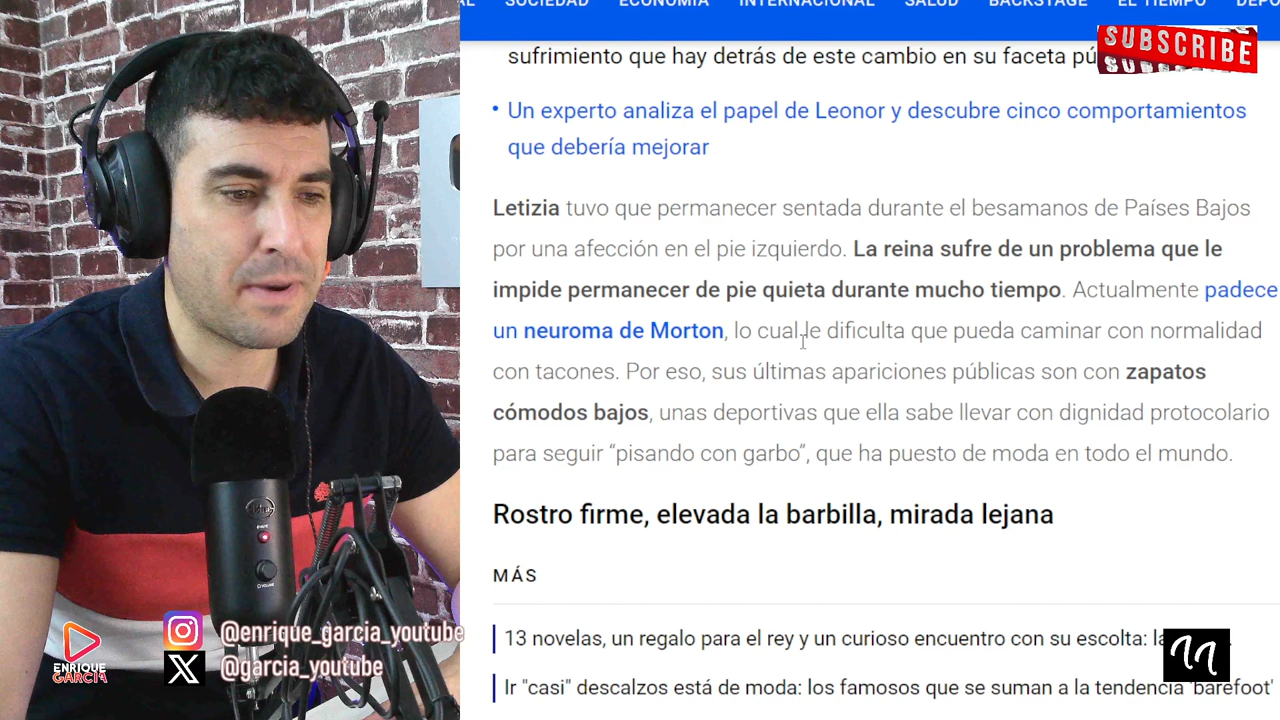 SOCIEDAD ECONOMÍA INTERNACIONAL SALUD BACKSTAGE EL TIEMPO
SUBSCRIBE
sufrimiento que hay detrás de este cambio en su faceta
• Un experto analiza el papel de Leonor y descubre cinco comportamientos
que debería mejorar
Letizia tuvo que permanecer sentada durante el besamanos de Países Bajos
por una afección en el pie izquierdo. La reina sufre de un problema que le
impide permanecer de pie quieta durante mucho tiempo. Actualmente padece
un neuroma de Morton, lo cual le dificulta que pueda caminar con normalidad
con tacones. Por eso, sus últimas apariciones públicas son con zapatos
cómodos bajos, unas deportivas que ella sabe llevar con dignidad protocolario
para seguir “pisando con garbo”, que ha puesto de moda en todo el mundo.
Rostro firme, elevada la barbilla, mirada lejana
MÁS
13 novelas, un regalo para el rey y un curioso encuentro con su escolta:
Ir "casi" descalzos está de moda: los famosos que se suman a la tendencia 'barefoot'
@enrique_garcia_youtube
@garcia_youtube
ENRIQUE
GARCIA